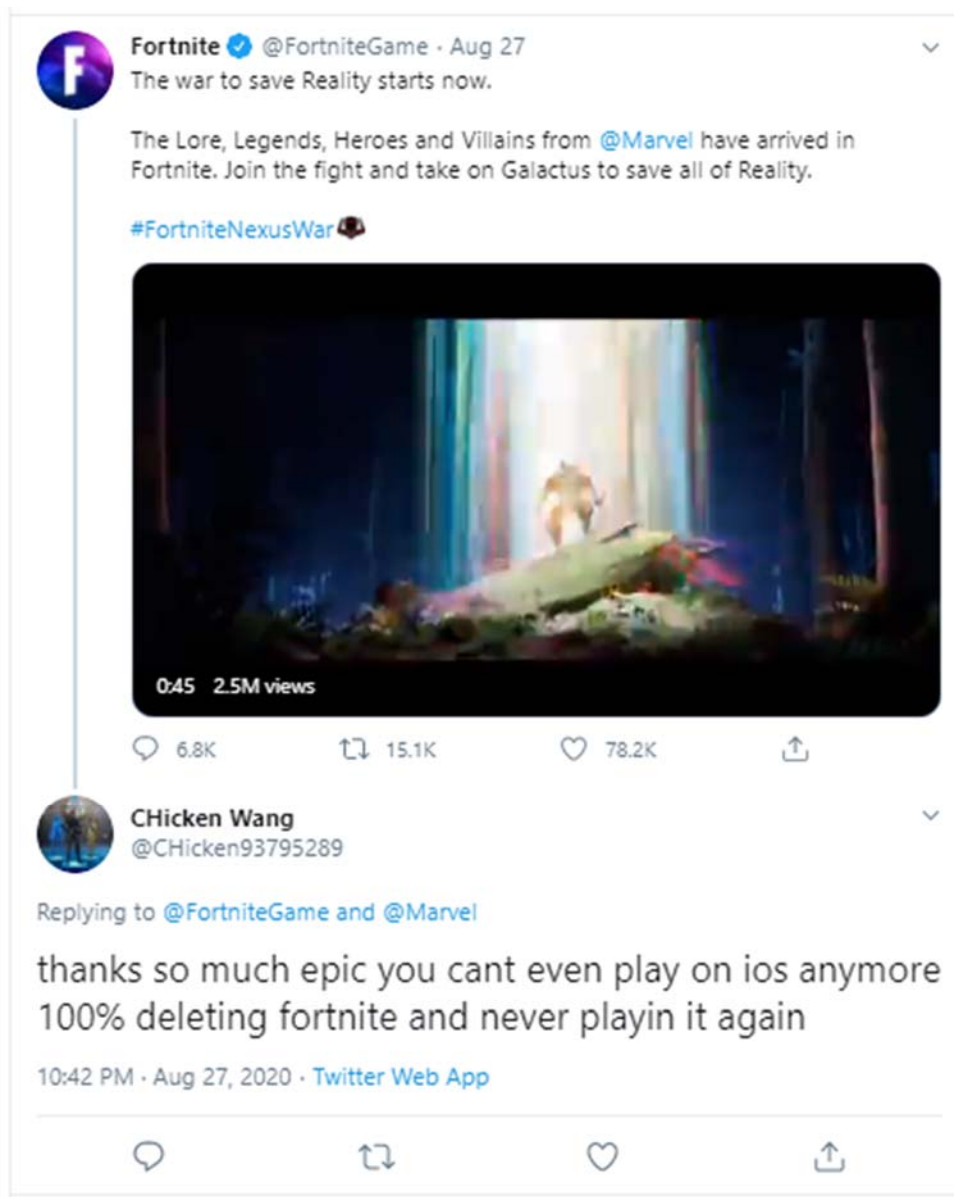 Fortnite @FortniteGame · Aug 27
The war to save Reality starts now.
The Lore, Legends, Heroes and Villains from @Marvel have arrived in
Fortnite. Join the fight and take on Galactus to save all of Reality.
#FortniteNexusWar
0:45 2.5M views
6.8K 15.1K 78.2K
CHicken Wang
@CHicken93795289
Replying to @FortniteGame and @Marvel
thanks so much epic you cant even play on ios anymore
100% deleting fortnite and never playin it again
10:42 PM · Aug 27, 2020 · Twitter Web App